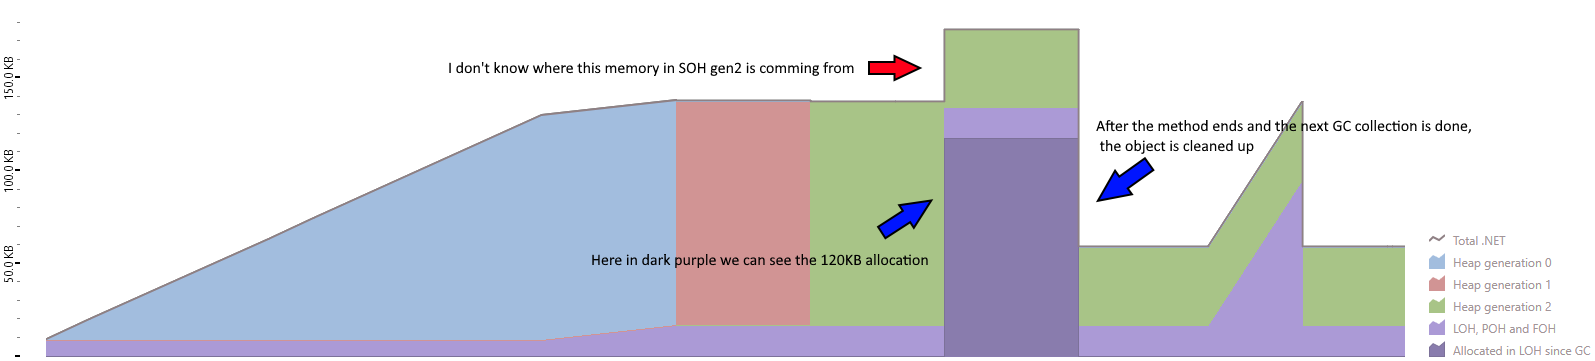 150.0 KB
100.0 KB
50.0 KB
I don't know where this memory in SOH gen2 is comming from
After the method ends and the next GC collection is done,
the object is cleaned up
Here in dark purple we can see the 120KB allocation
Total .NET
Heap generation 0
Heap generation 1
Heap generation 2
LOH, POH and FOH
Allocated in LOH since GC